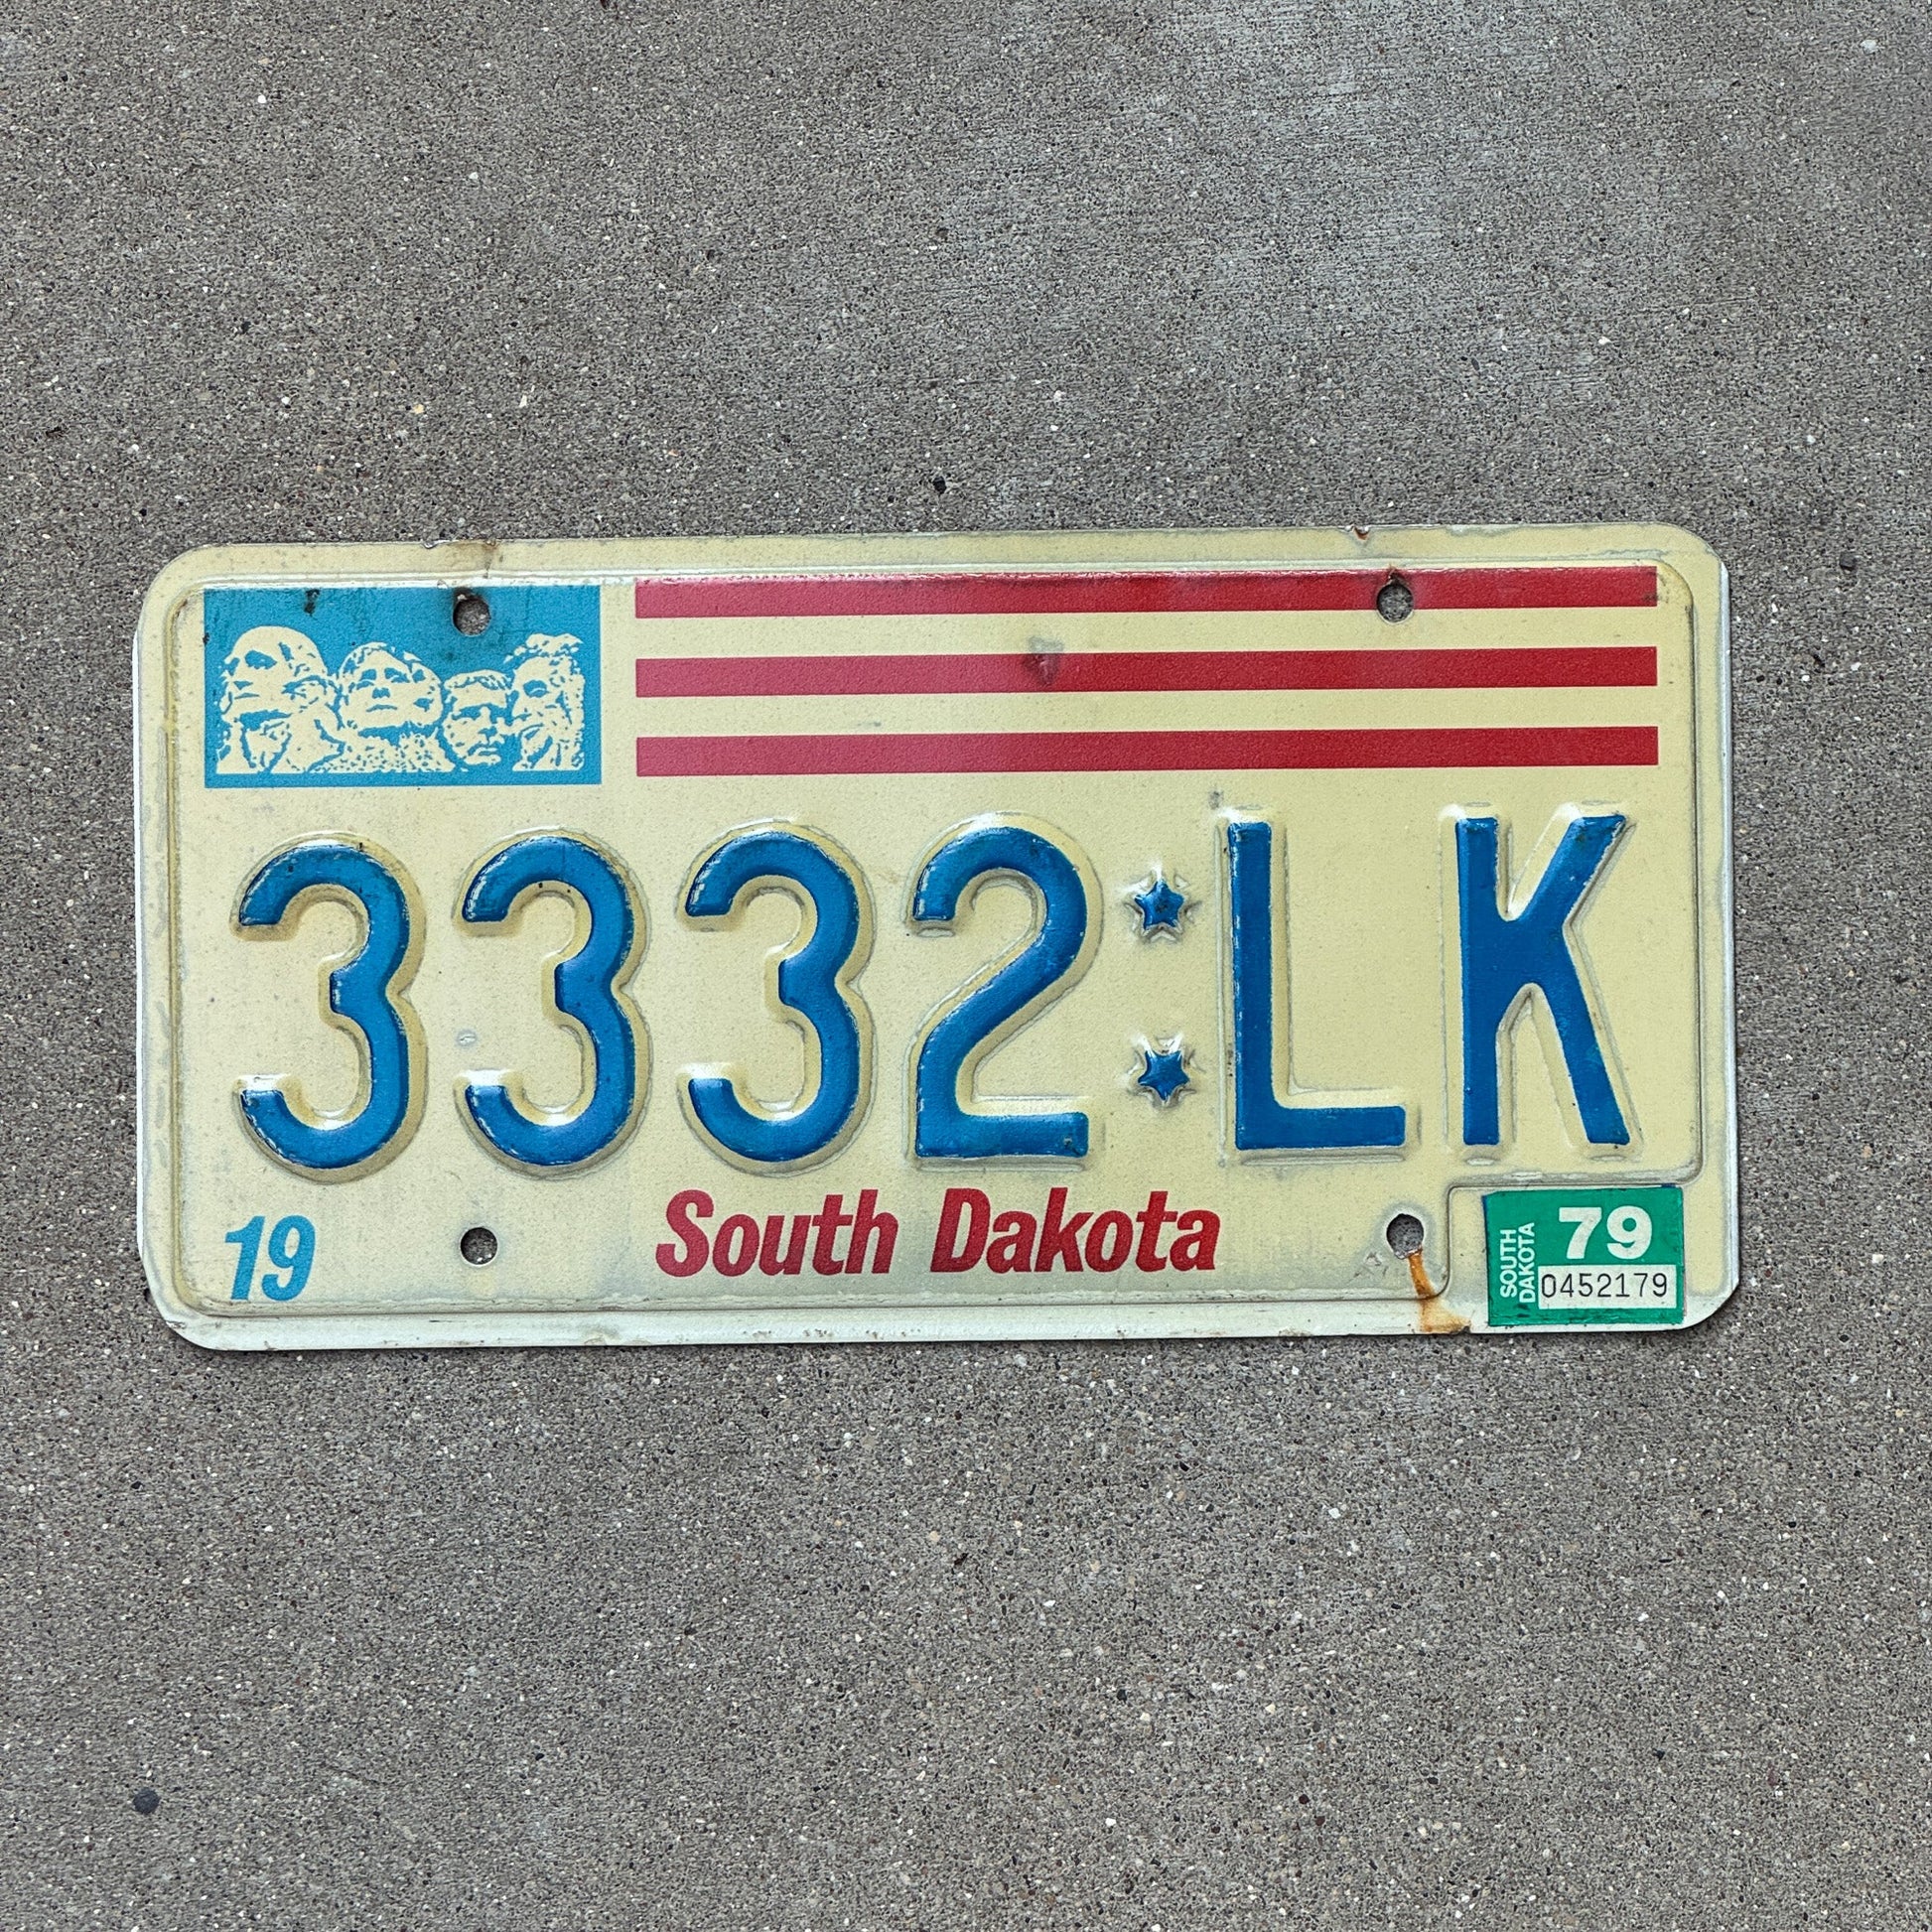 3332 LK
19
South Dakota
SOUTH
DAKOTA
79
0452179